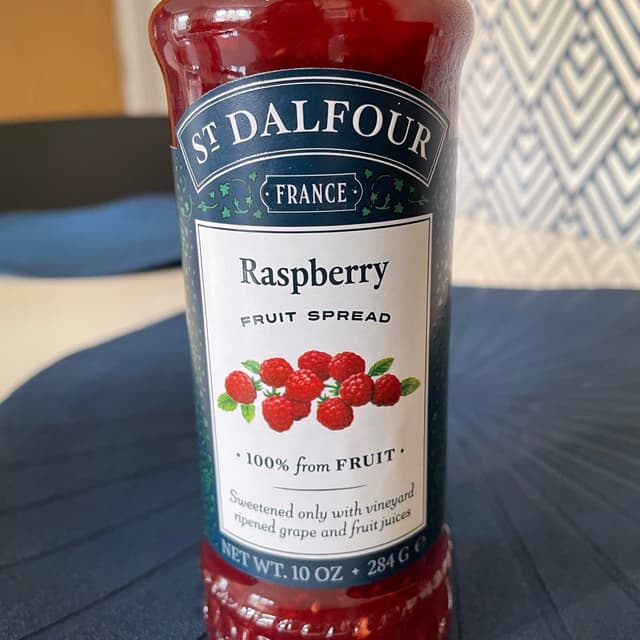 ST DALFOUR
· FRANCE ·
Raspberry
FRUIT SPREAD
· 100% from FRUIT ·
Sweetened only with vineyard
ripened grape and fruit juices
NET WT. 10 OZ • 284 G ℮